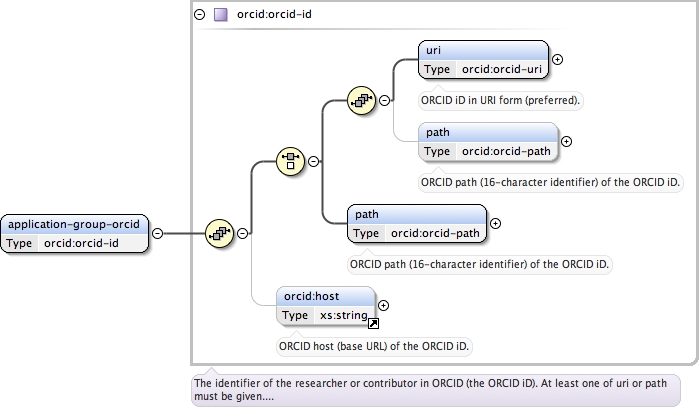 orcid:orcid-id
uri
Type orcid:orcid-uri
ORCID iD in URI form (preferred).
path
Type orcid:orcid-path
ORCID path (16-character identifier) of the ORCID iD.
path
Type orcid:orcid-path
ORCID path (16-character identifier) of the ORCID iD.
application-group-orcid
Type orcid:orcid-id
orcid:host
Type xs:string
ORCID host (base URL) of the ORCID iD.
The identifier of the researcher or contributor in ORCID (the ORCID iD). At least one of uri or path
must be given....